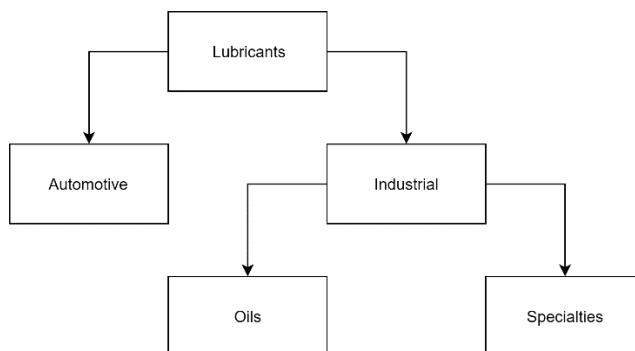 Lubricants
Automotive
Industrial
Oils
Specialties